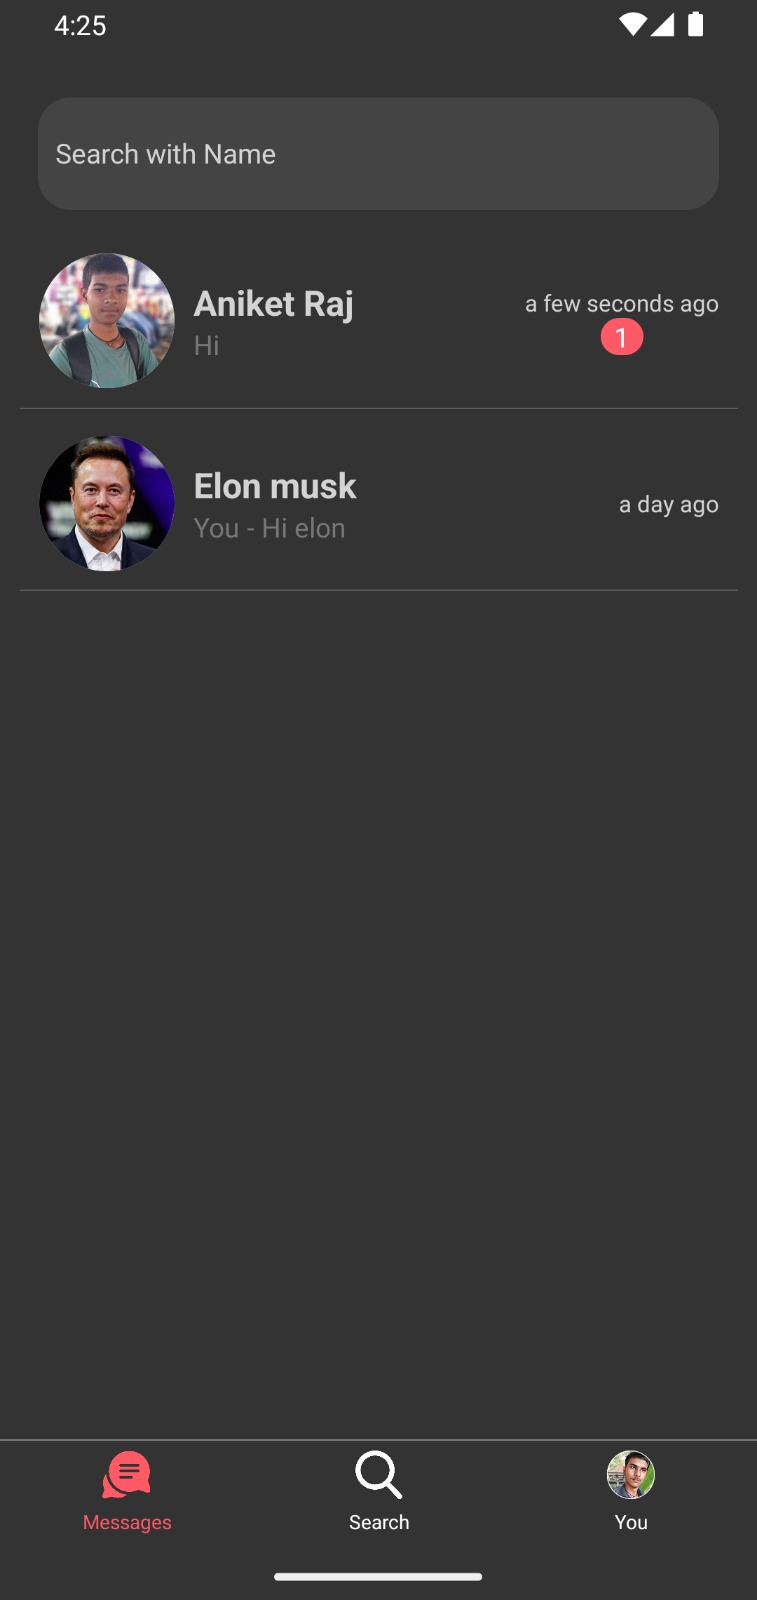 4:25
Search with Name
Aniket Raj
a few seconds ago
Hi
1
Elon musk
a day ago
You - Hi elon
Messages
Search
You